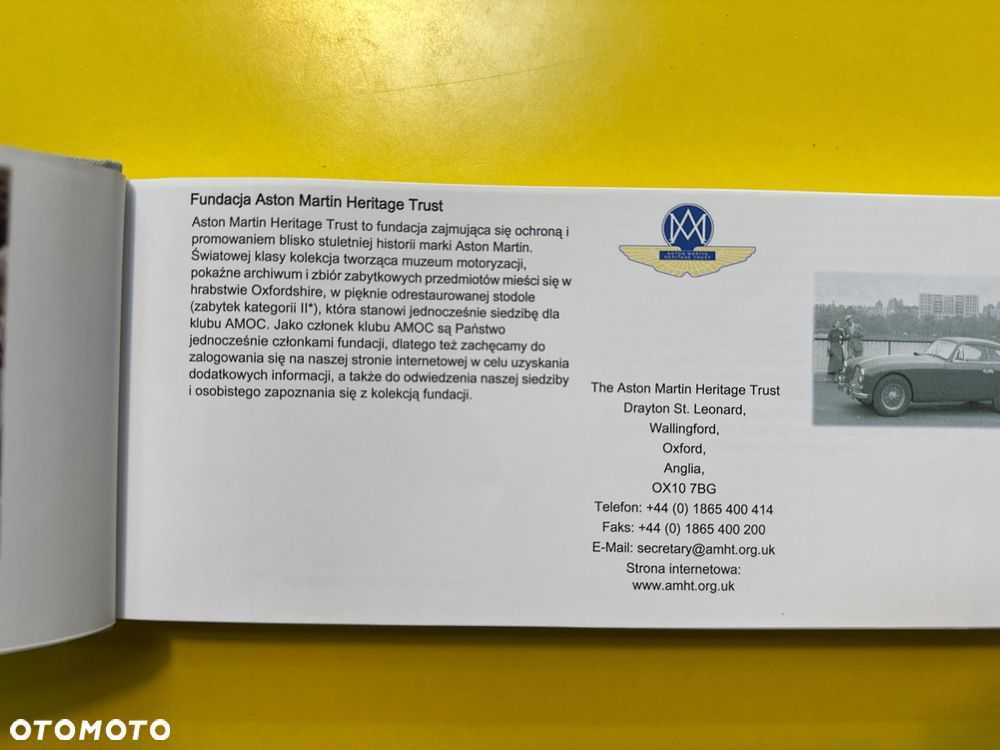 Fundacja Aston Martin Heritage Trust
Aston Martin Heritage Trust to fundacja zajmująca się ochroną i
promowaniem blisko stuletniej historii marki Aston Martin.
Światowej klasy kolekcja tworząca muzeum motoryzacji,
pokaźne archiwum i zbiór zabytkowych przedmiotów mieści się w
hrabstwie Oxfordshire, w pięknie odrestaurowanej stodole
(zabytek kategorii II*), która stanowi jednocześnie siedzibę dla
klubu AMOC. Jako członek klubu AMOC są Państwo
jednocześnie członkami fundacji, dlatego też zachęcamy do
zalogowania się na naszej stronie internetowej w celu uzyskania
dodatkowych informacji, a także do odwiedzenia naszej siedziby
i osobistego zapoznania się z kolekcją fundacji.
AM
ASTON MARTIN
HERITAGE TRUST
The Aston Martin Heritage Trust
Drayton St. Leonard,
Wallingford,
Oxford,
Anglia,
OX10 7BG
Telefon: +44 (0) 1865 400 414
Faks: +44 (0) 1865 400 200
E-Mail: secretary@amht.org.uk
Strona internetowa:
www.amht.org.uk
OTOMOTO